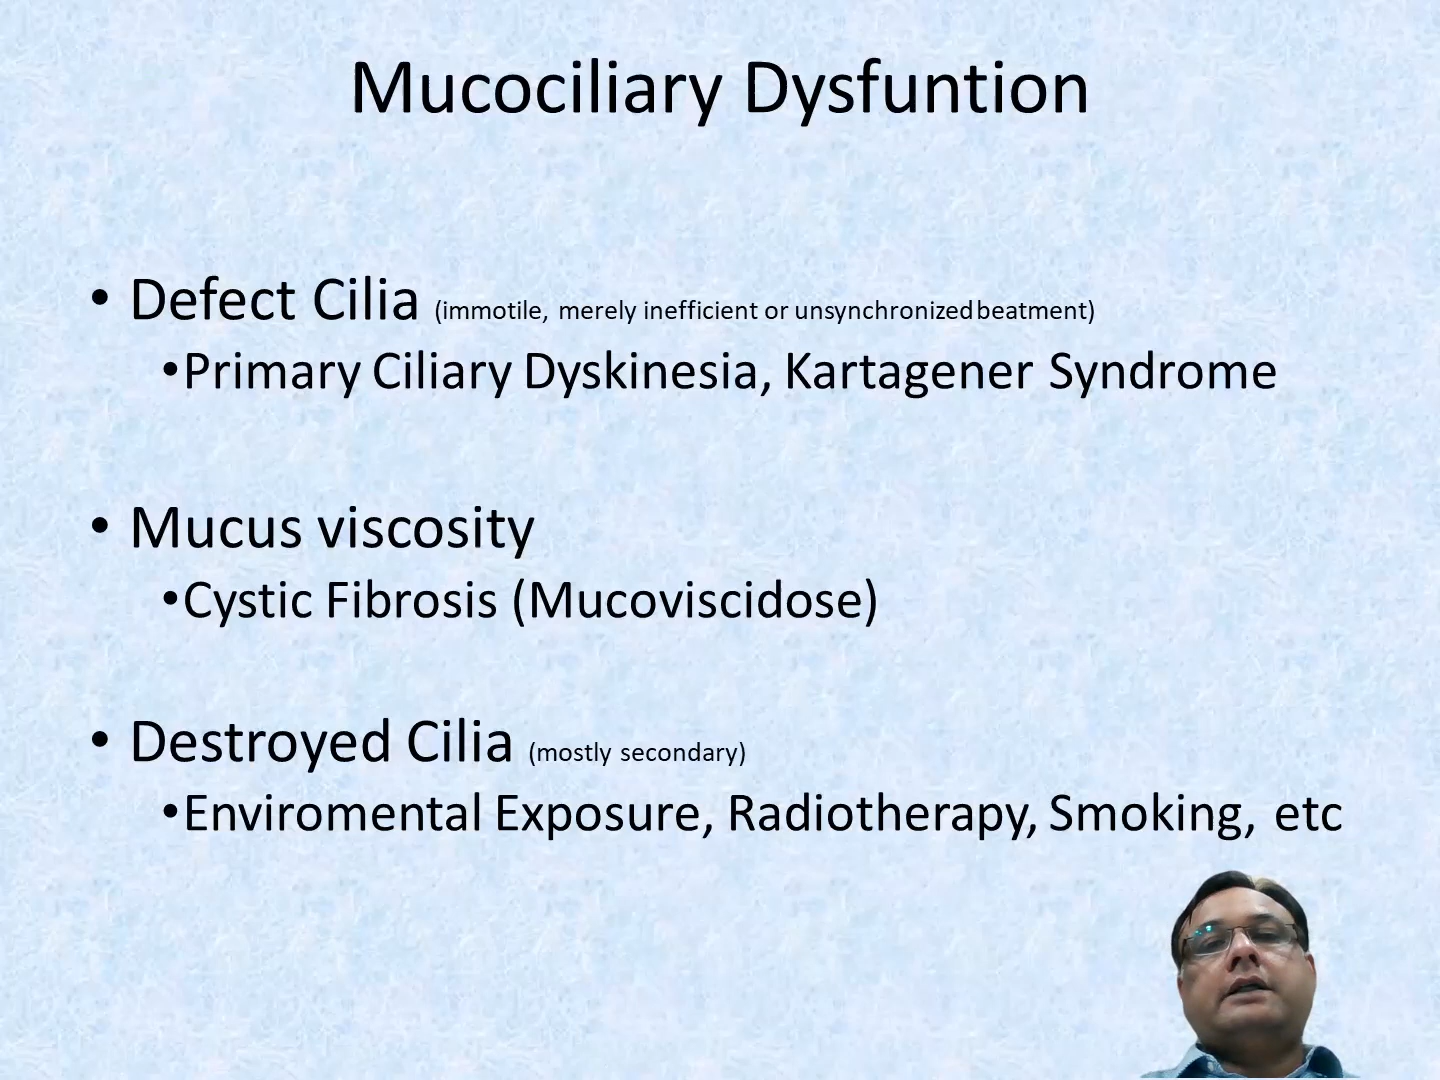 Mucociliary Dysfuntion
• Defect Cilia (immotile, merely inefficient or unsynchronized beatment)
•Primary Ciliary Dyskinesia, Kartagener Syndrome
• Mucus viscosity
•Cystic Fibrosis (Mucoviscidose)
• Destroyed Cilia (mostly secondary)
•Enviromental Exposure, Radiotherapy, Smoking, etc